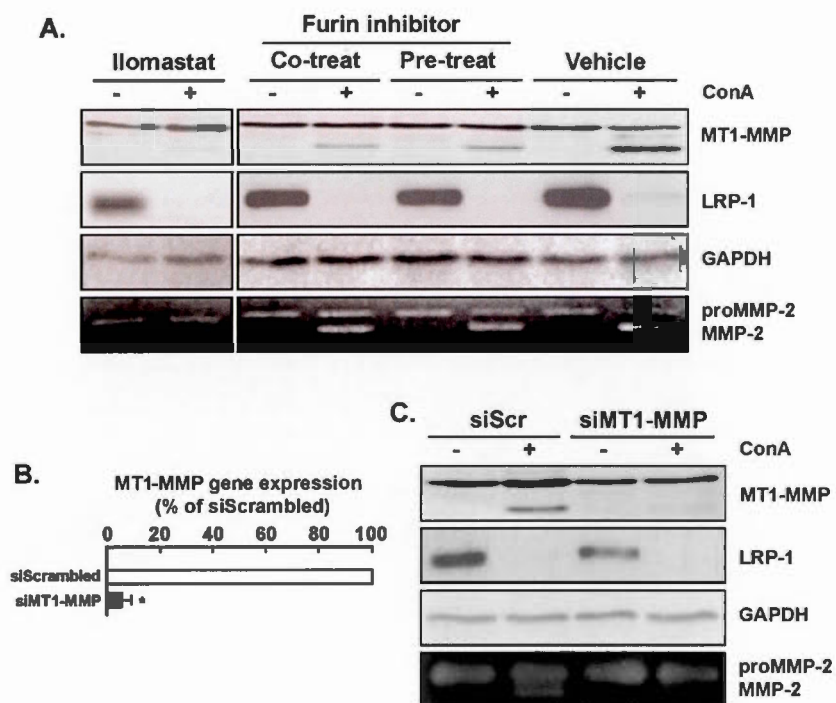 A.
Furin inhibitor
Ilomastat Co-treat Pre-treat Vehicle
- + - + - + - + ConA
MT1-MMP
LRP-1
GAPDH
proMMP-2
MMP-2
B.
MT1-MMP gene expression
(% of siScrambled)
0 20 40 60 80 100
siScrambled
siMT1-MMP *
C.
siScr siMT1-MMP
- + - + ConA
MT1-MMP
LRP-1
GAPDH
proMMP-2
MMP-2